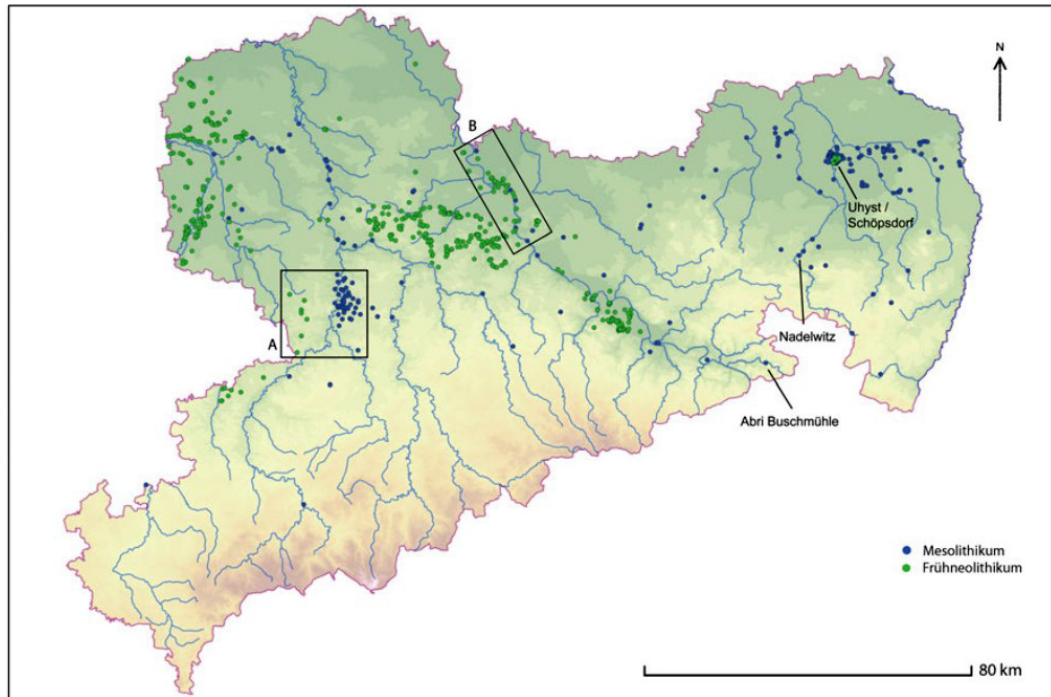 N
B
Uhyst /
Schöpsdorf
A
Nadelwitz
Abri Buschmühle
Mesolithikum
Frühneolithikum
80 km